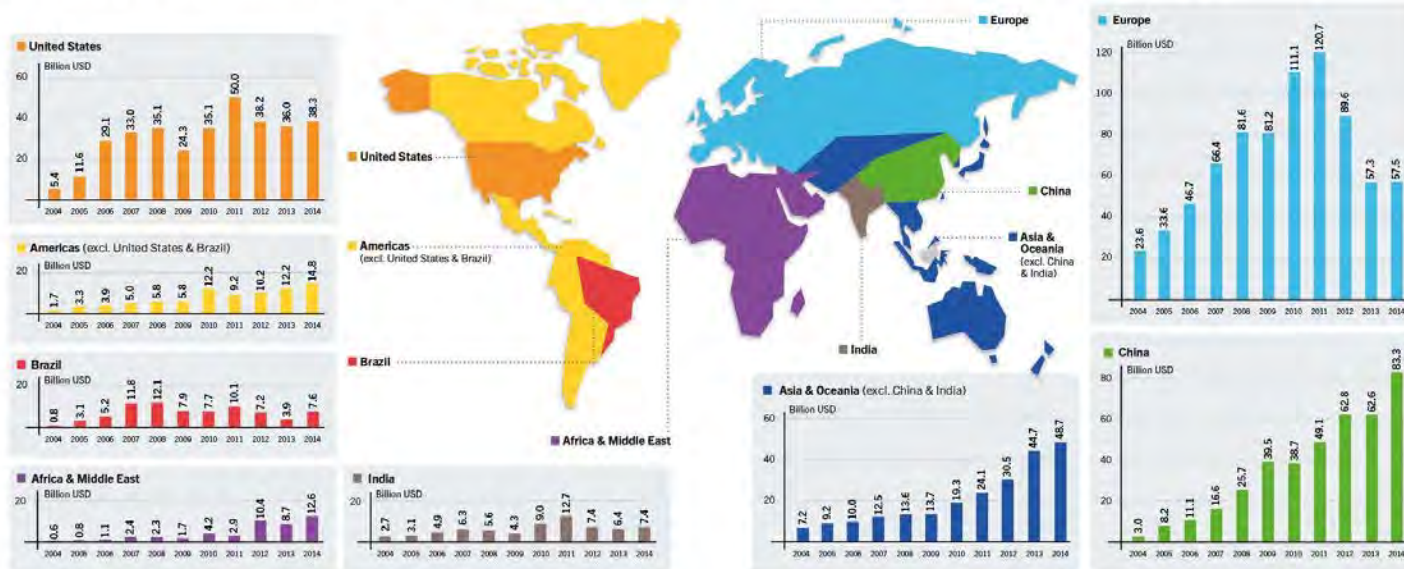 United States
Billion USD
60
40
20
5.4 11.6 29.1 33.0 35.1 24.3 35.1 50.0 38.2 36.0 38.3
2004 2005 2006 2007 2008 2009 2010 2011 2012 2013 2014
Americas (excl. United States & Brazil)
Billion USD
20
1.7 3.3 3.9 5.0 5.8 5.8 12.2 9.2 10.2 12.2 14.8
2004 2005 2006 2007 2008 2009 2010 2011 2012 2013 2014
Brazil
Billion USD
20
0.8 3.1 5.2 11.8 12.1 7.9 7.7 10.1 7.2 3.9 7.6
2004 2005 2006 2007 2008 2009 2010 2011 2012 2013 2014
Africa & Middle East
Billion USD
20
0.6 0.8 1.1 2.4 2.3 1.7 4.2 2.9 10.4 8.7 12.6
2004 2005 2006 2007 2008 2009 2010 2011 2012 2013 2014
India
Billion USD
20
2.7 3.1 4.9 6.3 5.6 4.3 9.0 12.7 7.4 6.4 7.4
2004 2005 2006 2007 2008 2009 2010 2011 2012 2013 2014
United States
Americas
(excl. United States & Brazil)
Brazil
Africa & Middle East
Europe
China
Asia &
Oceania
(excl. China
& India)
India
Asia & Oceania (excl. China & India)
Billion USD
60
40
20
7.2 9.2 10.0 12.5 13.6 13.7 19.3 24.1 30.5 44.7 48.7
2004 2005 2006 2007 2008 2009 2010 2011 2012 2013 2014
Europe
Billion USD
120
100
80
60
40
20
23.6 33.6 46.7 66.4 81.6 81.2 111.1 120.7 89.6 57.3 57.5
2004 2005 2006 2007 2008 2009 2010 2011 2012 2013 2014
China
Billion USD
80
60
40
20
3.0 8.2 11.1 16.6 25.7 39.5 38.7 49.1 62.8 62.6 83.3
2004 2005 2006 2007 2008 2009 2010 2011 2012 2013 2014